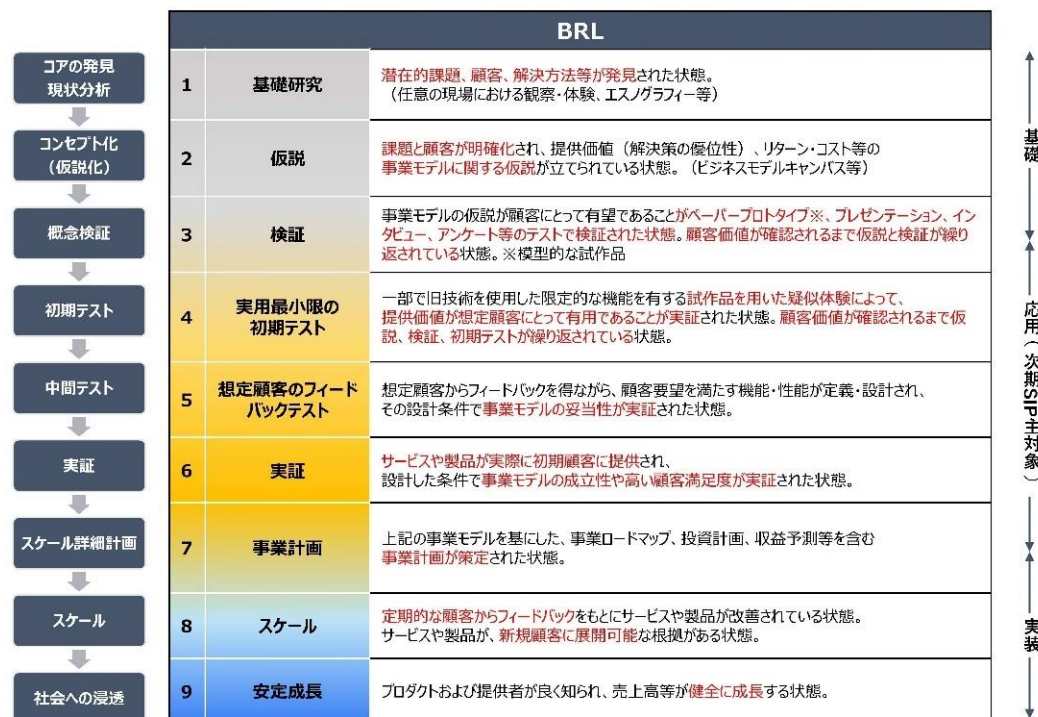 BRL
コアの発見
現状分析
1
基礎研究
潜在的課題、顧客、解決方法等が発見された状態。
（任意の現場における観察・体験、エスノグラフィー等）
コンセプト化
（仮説化）
2
仮説
課題と顧客が明確化され、提供価値（解決策の優位性）、リターン・コスト等の
事業モデルに関する仮説が立てられている状態。（ビジネスモデルキャンバス等）
概念検証
3
検証
事業モデルの仮説が顧客にとって有望であることがペーパープロトタイプ※、プレゼンテーション、イン
タビュー、アンケート等のテストで検証された状態。顧客価値が確認されるまで仮説と検証が繰り
返されている状態。※模型的な試作品
初期テスト
4
実用最小限の
初期テスト
一部で旧技術を使用した限定的な機能を有する試作品を用いた疑似体験によって、
提供価値が想定顧客にとって有用であることが実証された状態。顧客価値が確認されるまで仮
説、検証、初期テストが繰り返されている状態。
中間テスト
5
想定顧客のフィード
バックテスト
想定顧客からフィードバックを得ながら、顧客要望を満たす機能・性能が定義・設計され、
その設計条件で事業モデルの妥当性が実証された状態。
実証
6
実証
サービスや製品が実際に初期顧客に提供され、
設計した条件で事業モデルの成立性や高い顧客満足度が実証された状態。
スケール詳細計画
7
事業計画
上記の事業モデルを基にした、事業ロードマップ、投資計画、収益予測等を含む
事業計画が策定された状態。
スケール
8
スケール
定期的な顧客からフィードバックをもとにサービスや製品が改善されている状態。
サービスや製品が、新規顧客に展開可能な根拠がある状態。
社会への浸透
9
安定成長
プロダクトおよび提供者が良く知られ、売上高等が健全に成長する状態。
基礎
応用（次期SIP主対象）
実装